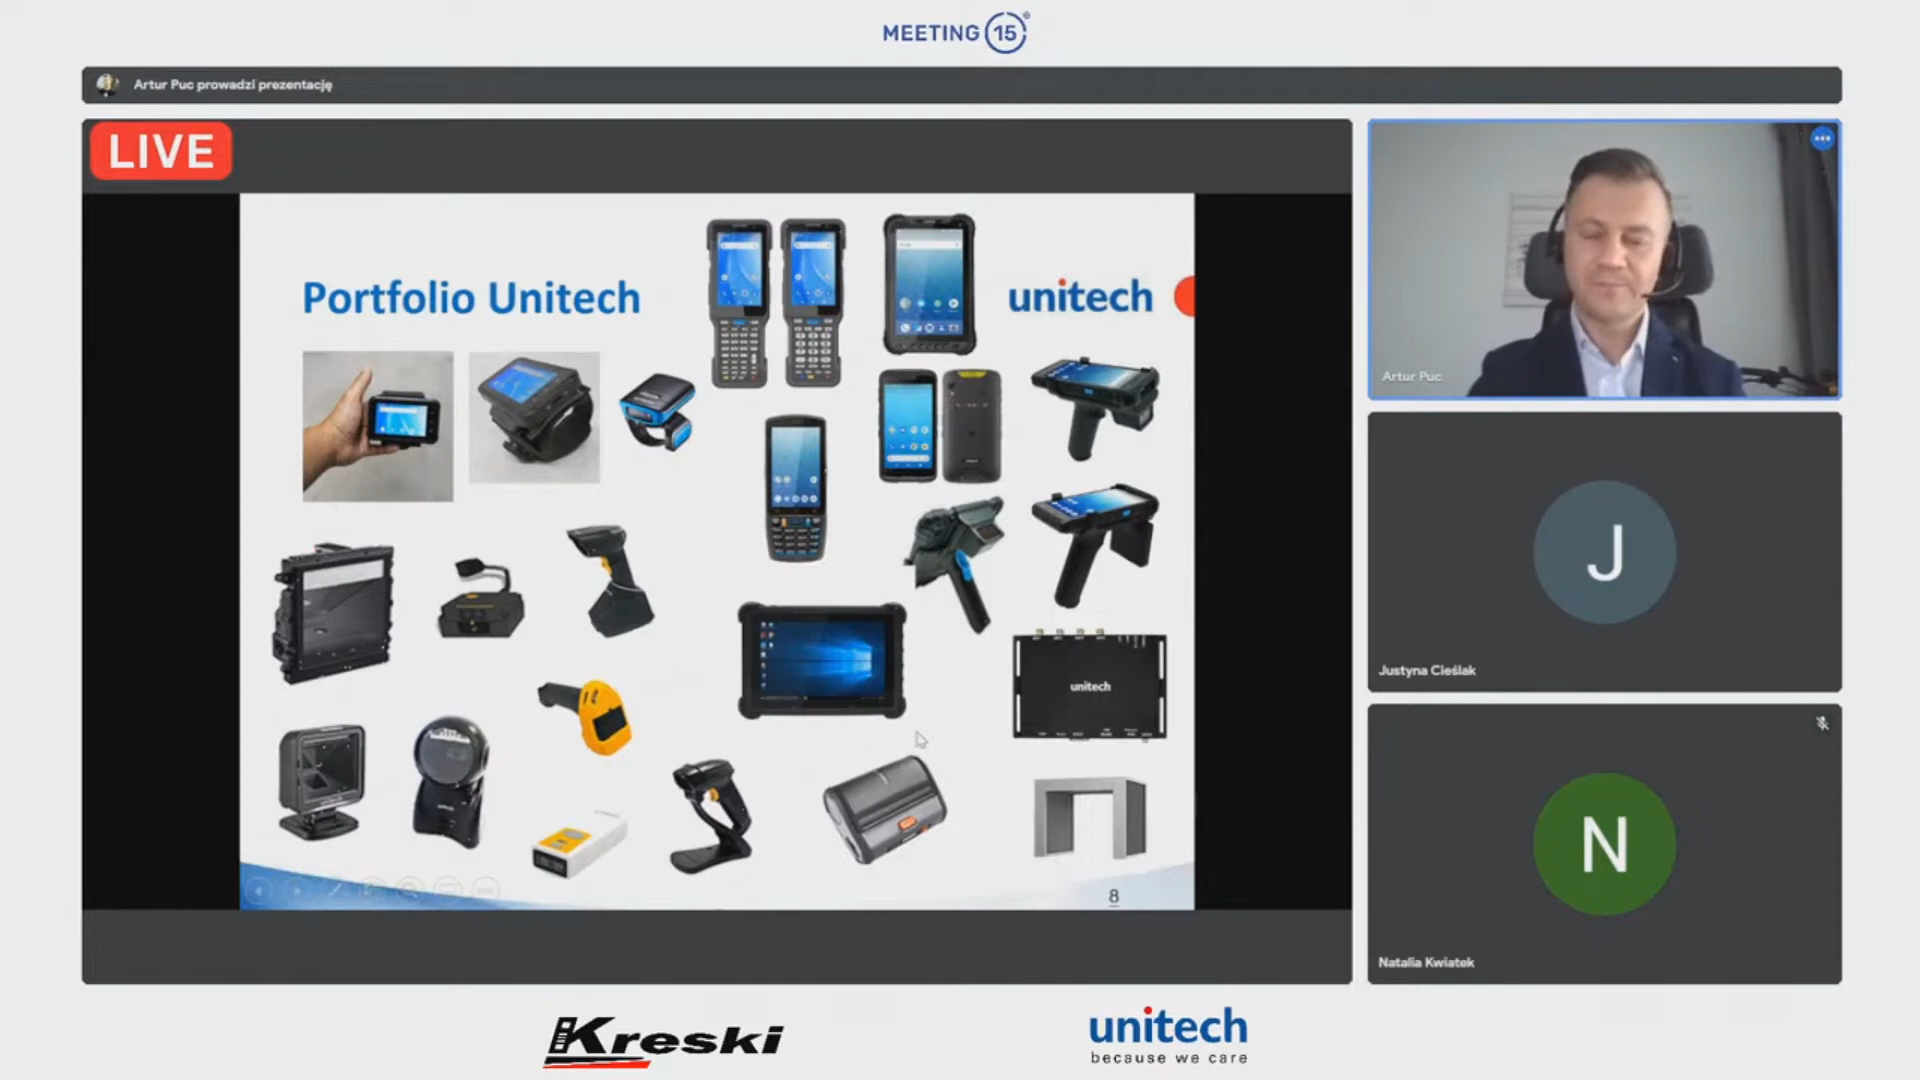 MEETING 15
Artur Puc prowadzi prezentację
LIVE
Portfolio Unitech
unitech
unitech
8
Artur Puc
J
Justyna Cieślak
N
Natalia Kwiatek
Kreski
unitech
because we care